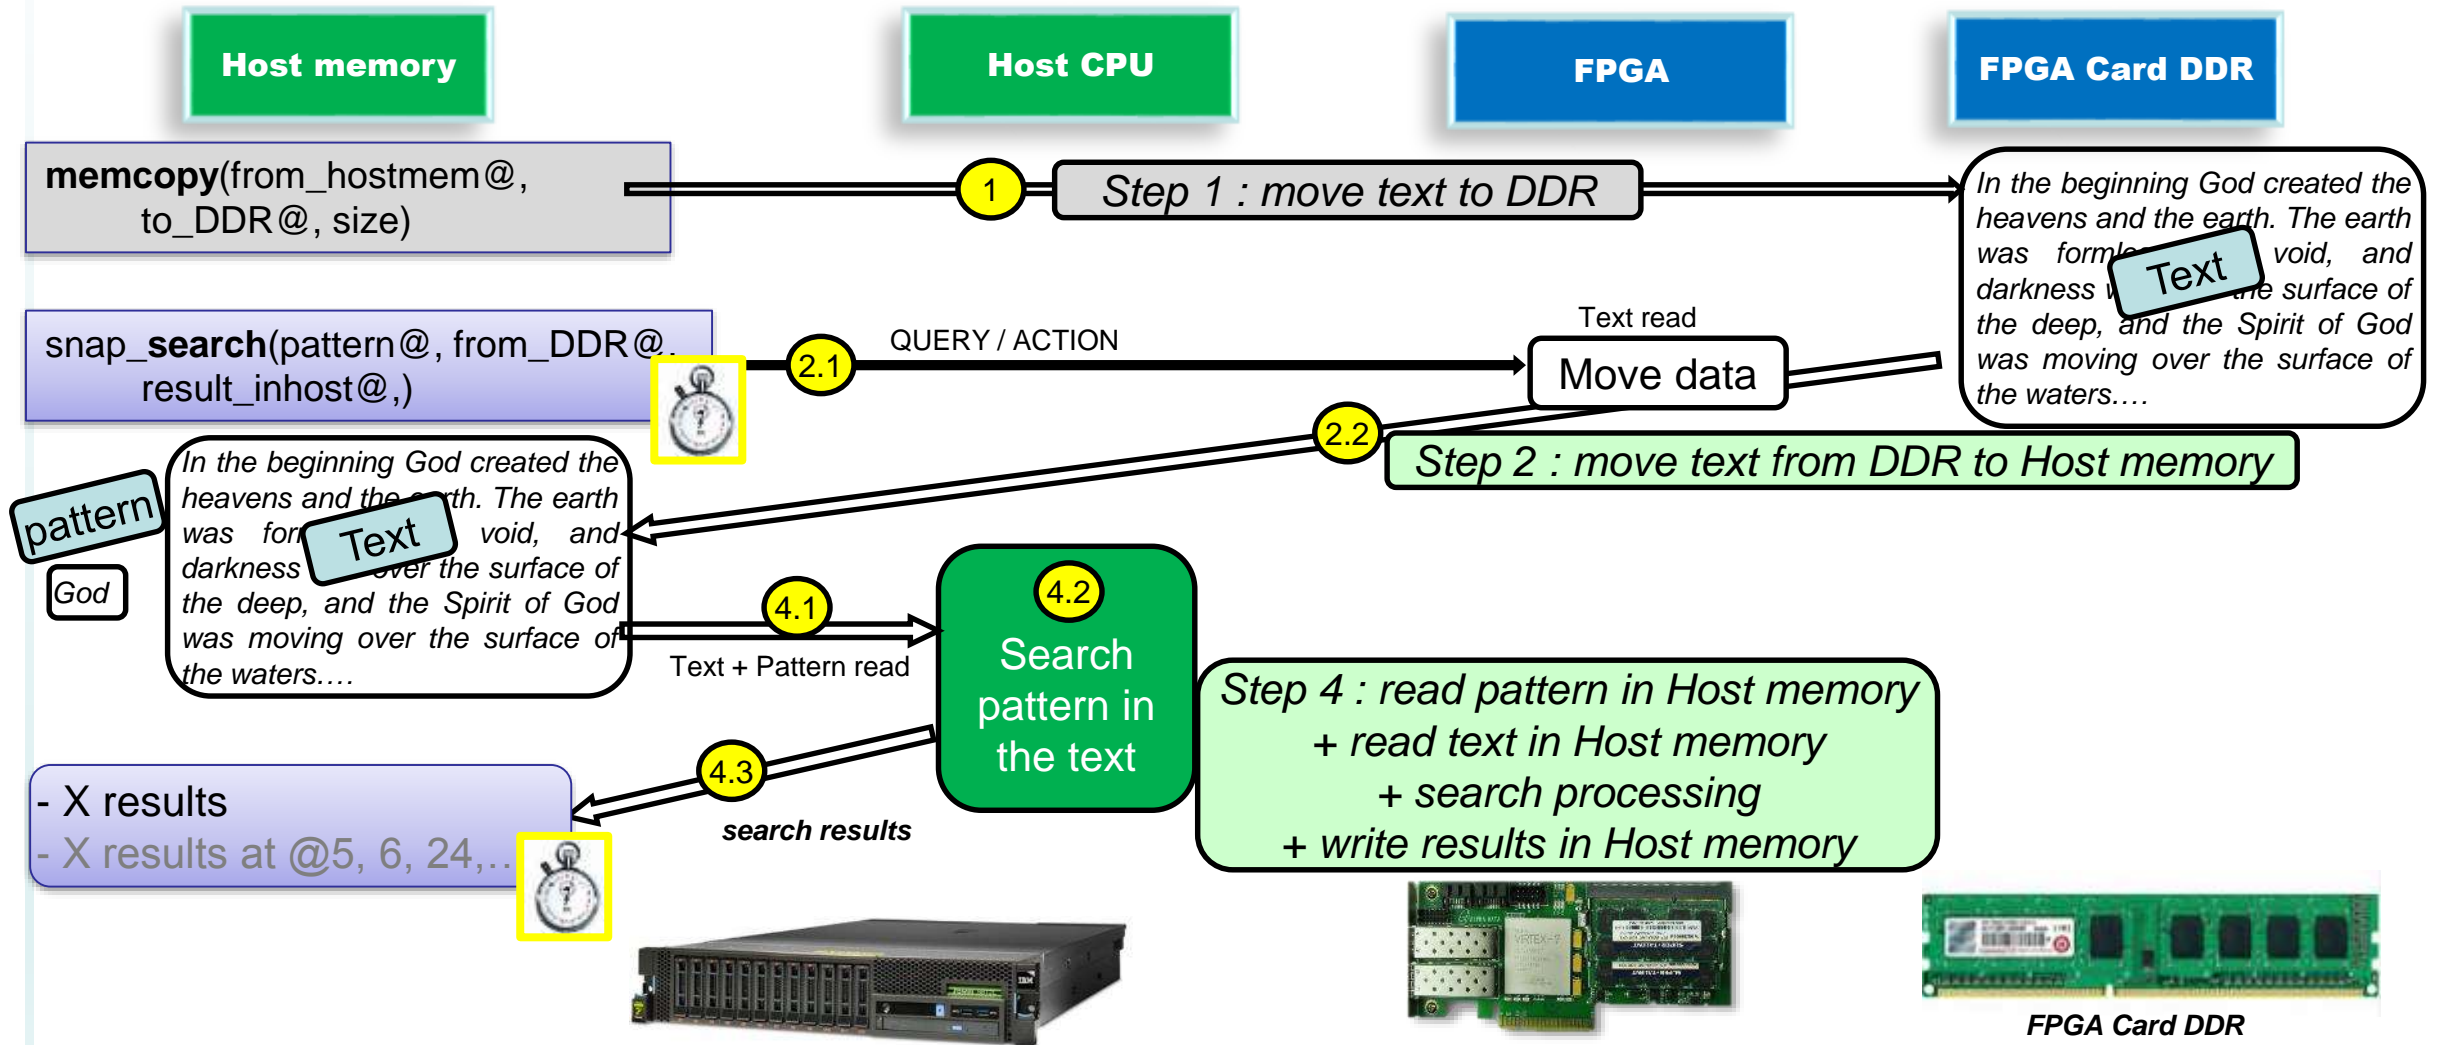 Host memory
Host CPU
FPGA
FPGA Card DDR
memcopy(from_hostmem@,
to_DDR@, size)
1
Step 1 : move text to DDR
In the beginning God created the
heavens and the earth. The earth
was void, and
darkness the surface of
the deep, and the Spirit of God
was moving over the surface of
the waters….
Text
snap_search(pattern@, from_DDR@,
result_inhost@,)
2.1
QUERY / ACTION
Text read
Move data
2.2
Step 2 : move text from DDR to Host memory
pattern
God
In the beginning God created the
heavens and the earth. The earth
was void, and
darkness over the surface of
the deep, and the Spirit of God
was moving over the surface of
the waters….
Text
4.1
Text + Pattern read
4.2
Search
pattern in
the text
Step 4 : read pattern in Host memory
+ read text in Host memory
+ search processing
+ write results in Host memory
4.3
search results
- X results
- X results at @5, 6, 24,..
VIRTEX-7
IBM
FPGA Card DDR